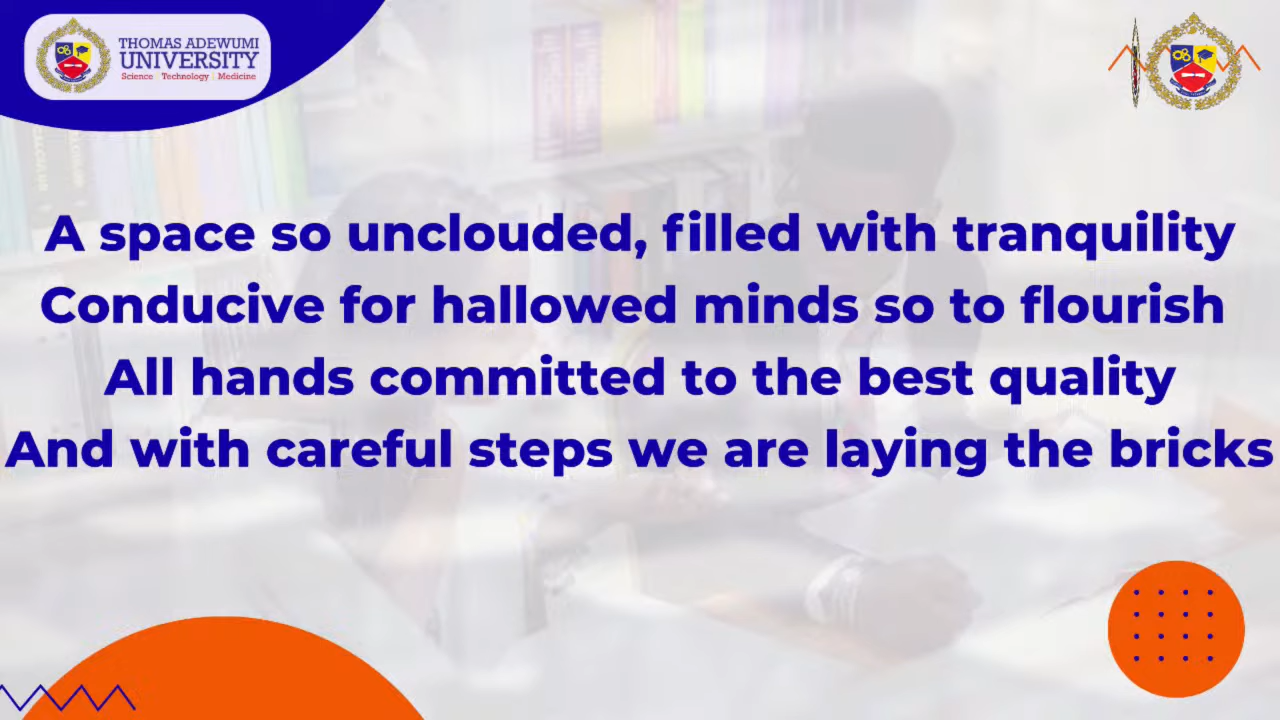 THOMAS ADEWUMI
UNIVERSITY
Science | Technology | Medicine
A space so unclouded, filled with tranquility
Conducive for hallowed minds so to flourish
All hands committed to the best quality
And with careful steps we are laying the bricks